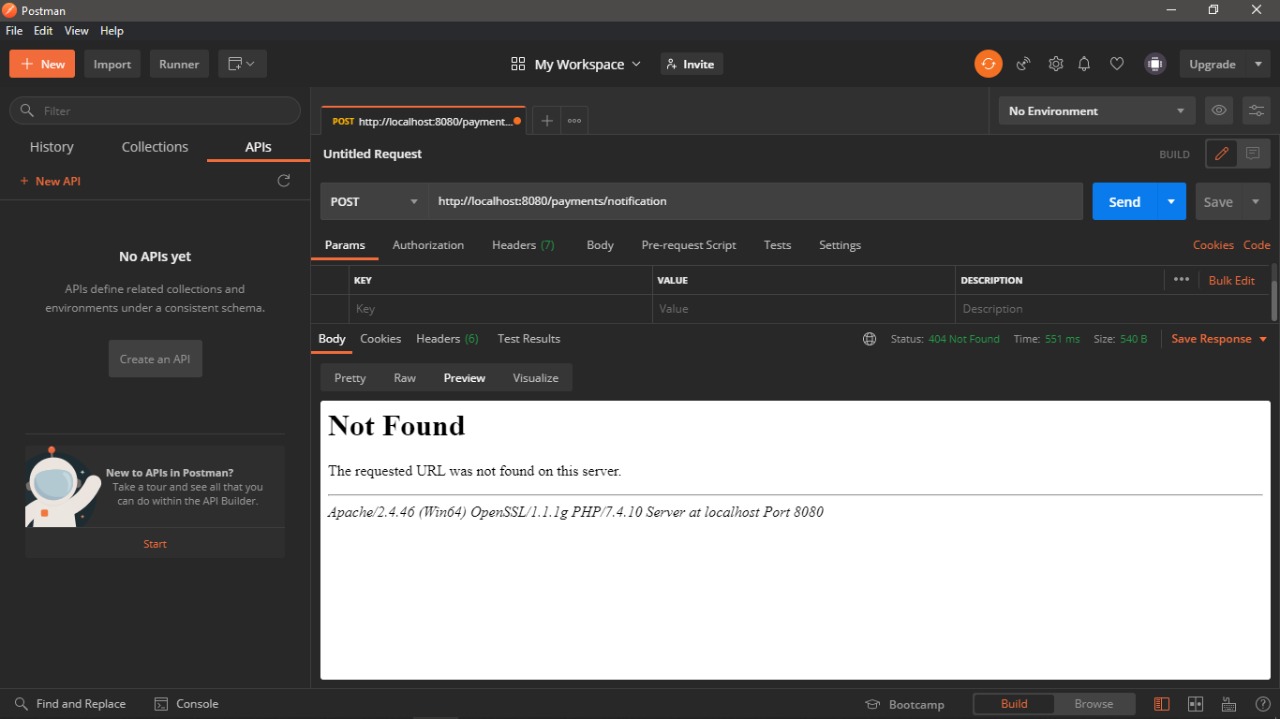 Postman
File Edit View Help
+ New Import Runner My Workspace Invite Upgrade
Filter
History Collections APIs
+ New API
No APIs yet
APIs define related collections and
environments under a consistent schema.
Create an API
New to APIs in Postman?
Take a tour and see all that you
can do within the API Builder.
Start
POST http://localhost:8080/payment... + ooo
No Environment
Untitled Request BUILD
POST http://localhost:8080/payments/notification Send Save
Params Authorization Headers (7) Body Pre-request Script Tests Settings Cookies Code
KEY VALUE DESCRIPTION ••• Bulk Edit
Key Value Description
Body Cookies Headers (6) Test Results Status: 404 Not Found Time: 551 ms Size: 540 B Save Response
Pretty Raw Preview Visualize
Not Found
The requested URL was not found on this server.
Apache/2.4.46 (Win64) OpenSSL/1.1.1g PHP/7.4.10 Server at localhost Port 8080
Find and Replace Console Bootcamp Build Browse ?